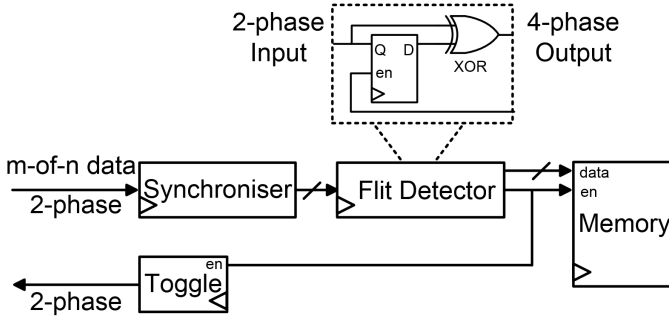 2-phase
Input
Q D
en
XOR
4-phase
Output
m-of-n data
2-phase
Synchroniser
Flit Detector
data
en
Memory
en
Toggle
2-phase